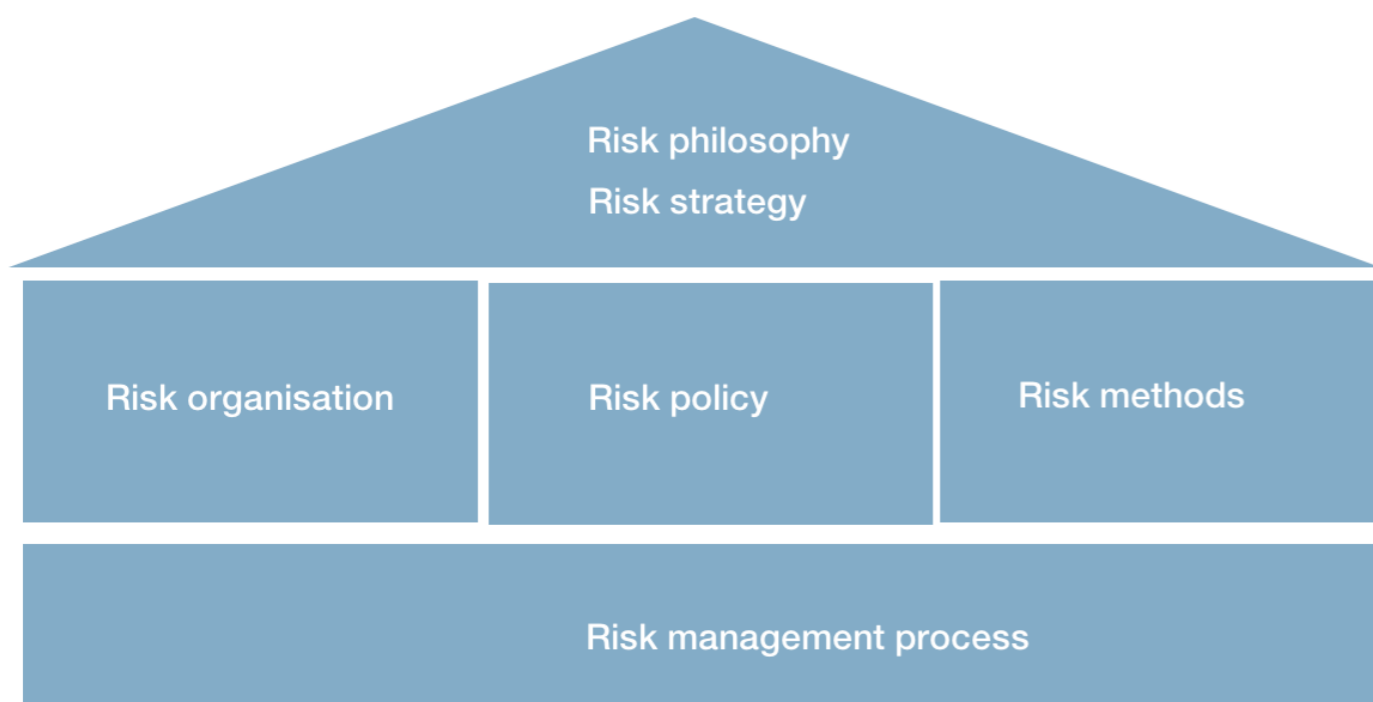 Risk philosophy
Risk strategy
Risk organisation
Risk policy
Risk methods
Risk management process